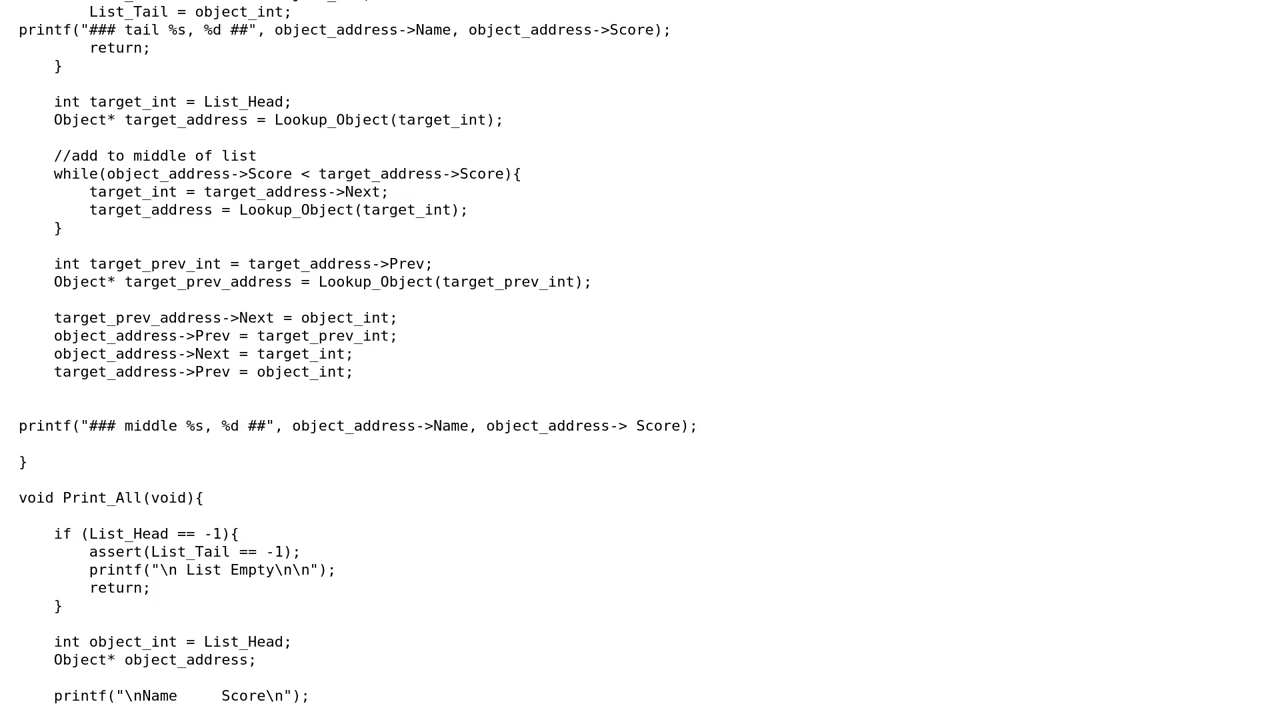 List_Tail = object_int;
printf("### tail %s, %d ##", object_address->Name, object_address->Score);
        return;
    }

    int target_int = List_Head;
    Object* target_address = Lookup_Object(target_int);

    //add to middle of list
    while(object_address->Score < target_address->Score){
        target_int = target_address->Next;
        target_address = Lookup_Object(target_int);
    }

    int target_prev_int = target_address->Prev;
    Object* target_prev_address = Lookup_Object(target_prev_int);

    target_prev_address->Next = object_int;
    object_address->Prev = target_prev_int;
    object_address->Next = target_int;
    target_address->Prev = object_int;


printf("### middle %s, %d ##", object_address->Name, object_address-> Score);

}

void Print_All(void){

    if (List_Head == -1){
        assert(List_Tail == -1);
        printf("\n List Empty\n\n");
        return;
    }

    int object_int = List_Head;
    Object* object_address;

    printf("\nName     Score\n");